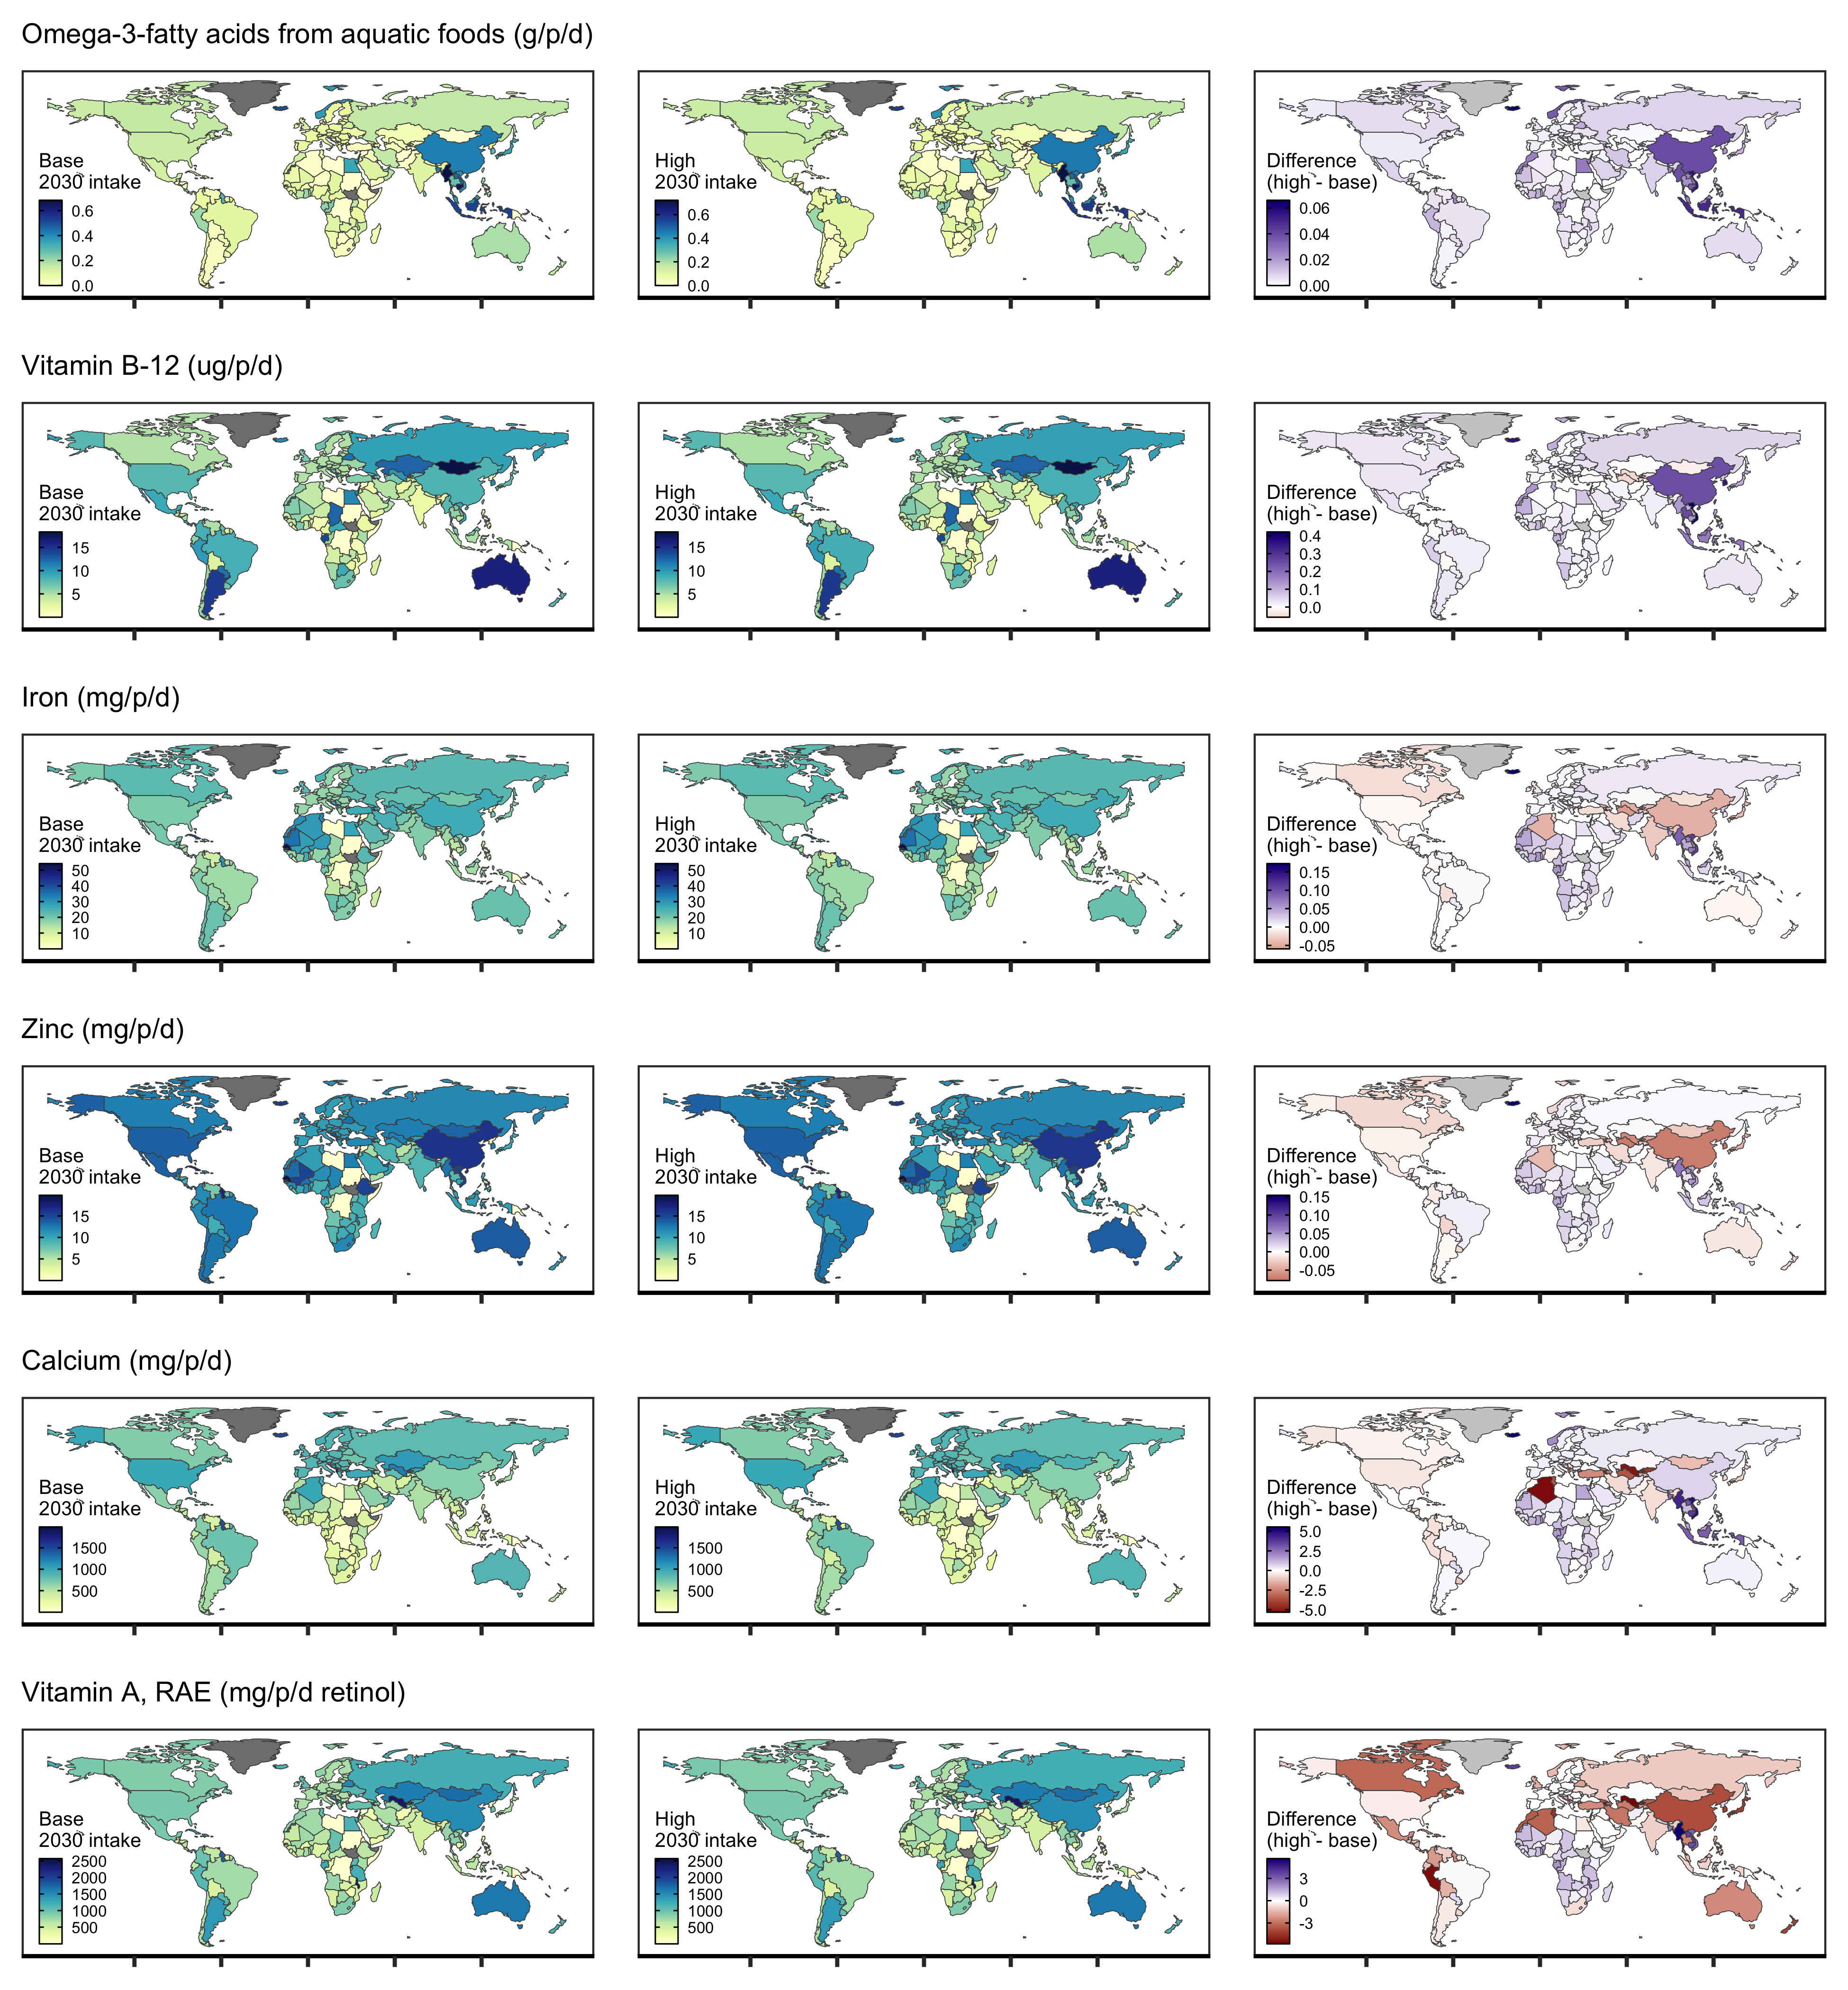 Omega-3-fatty acids from aquatic foods (g/p/d)
Base
2030 intake
0.6
0.4
0.2
0.0
High
2030 intake
0.6
0.4
0.2
0.0
Difference
(high - base)
0.06
0.04
0.02
0.00
Vitamin B-12 (ug/p/d)
Base
2030 intake
15
10
5
High
2030 intake
15
10
5
Difference
(high - base)
0.4
0.3
0.2
0.1
0.0
Iron (mg/p/d)
Base
2030 intake
50
40
30
20
10
High
2030 intake
50
40
30
20
10
Difference
(high - base)
0.15
0.10
0.05
0.00
-0.05
Zinc (mg/p/d)
Base
2030 intake
15
10
5
High
2030 intake
15
10
5
Difference
(high - base)
0.15
0.10
0.05
0.00
-0.05
Calcium (mg/p/d)
Base
2030 intake
1500
1000
500
High
2030 intake
1500
1000
500
Difference
(high - base)
5.0
2.5
0.0
-2.5
-5.0
Vitamin A, RAE (mg/p/d retinol)
Base
2030 intake
2500
2000
1500
1000
500
High
2030 intake
2500
2000
1500
1000
500
Difference
(high - base)
3
0
-3